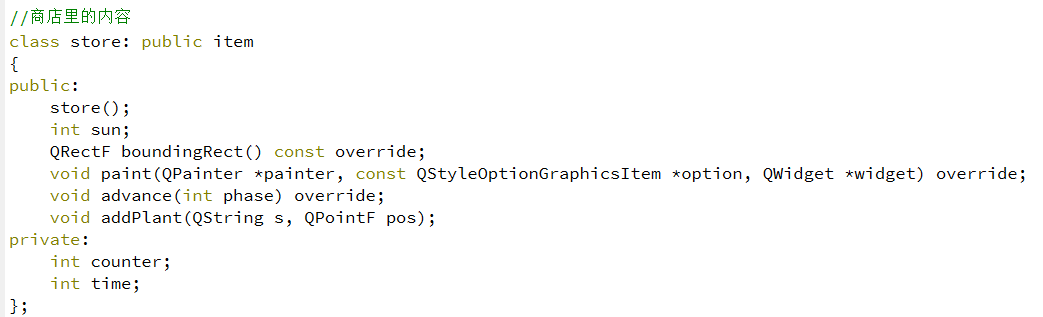 //商店里的内容
class store: public item
{
public:
    store();
    int sun;
    QRectF boundingRect() const override;
    void paint(QPainter *painter, const QStyleOptionGraphicsItem *option, QWidget *widget) override;
    void advance(int phase) override;
    void addPlant(QString s, QPointF pos);
private:
    int counter;
    int time;
};